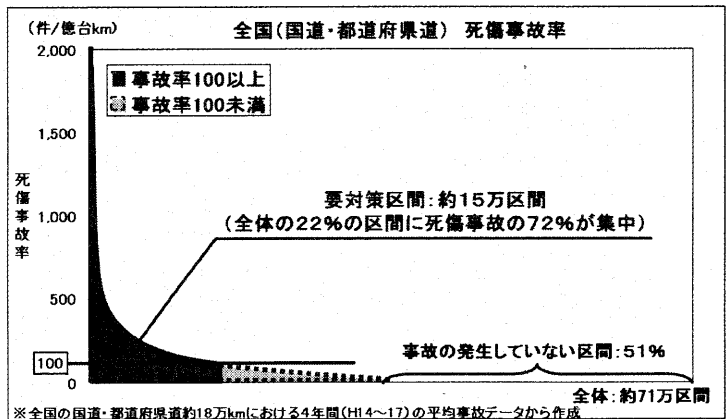 (件/億台km)
全国(国道・都道府県道) 死傷事故率
2,000
1,500
1,000
500
100
0
死傷事故率
事故率100以上
事故率100未満
要対策区間:約15万区間
(全体の22%の区間に死傷事故の72%が集中)
事故の発生していない区間:51%
全体:約71万区間
※全国の国道・都道府県道約18万kmにおける4年間(H14～17)の平均事故データから作成